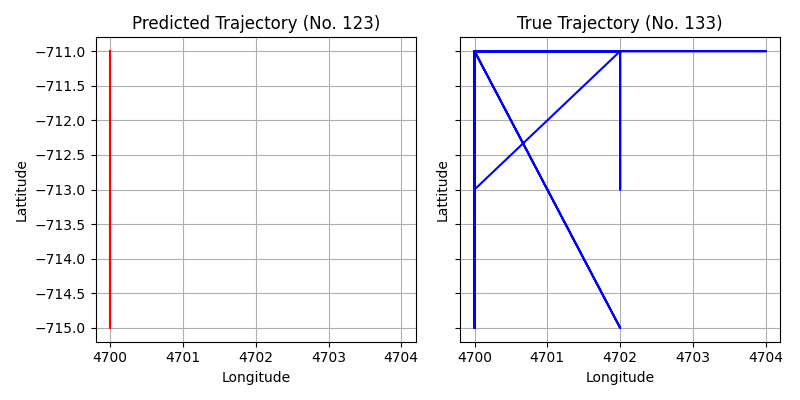 Predicted Trajectory (No. 123)
True Trajectory (No. 133)
−711.0
−711.5
−712.0
−712.5
−713.0
−713.5
−714.0
−714.5
−715.0
Lattitude
Lattitude
4700 4701 4702 4703 4704
4700 4701 4702 4703 4704
Longitude
Longitude